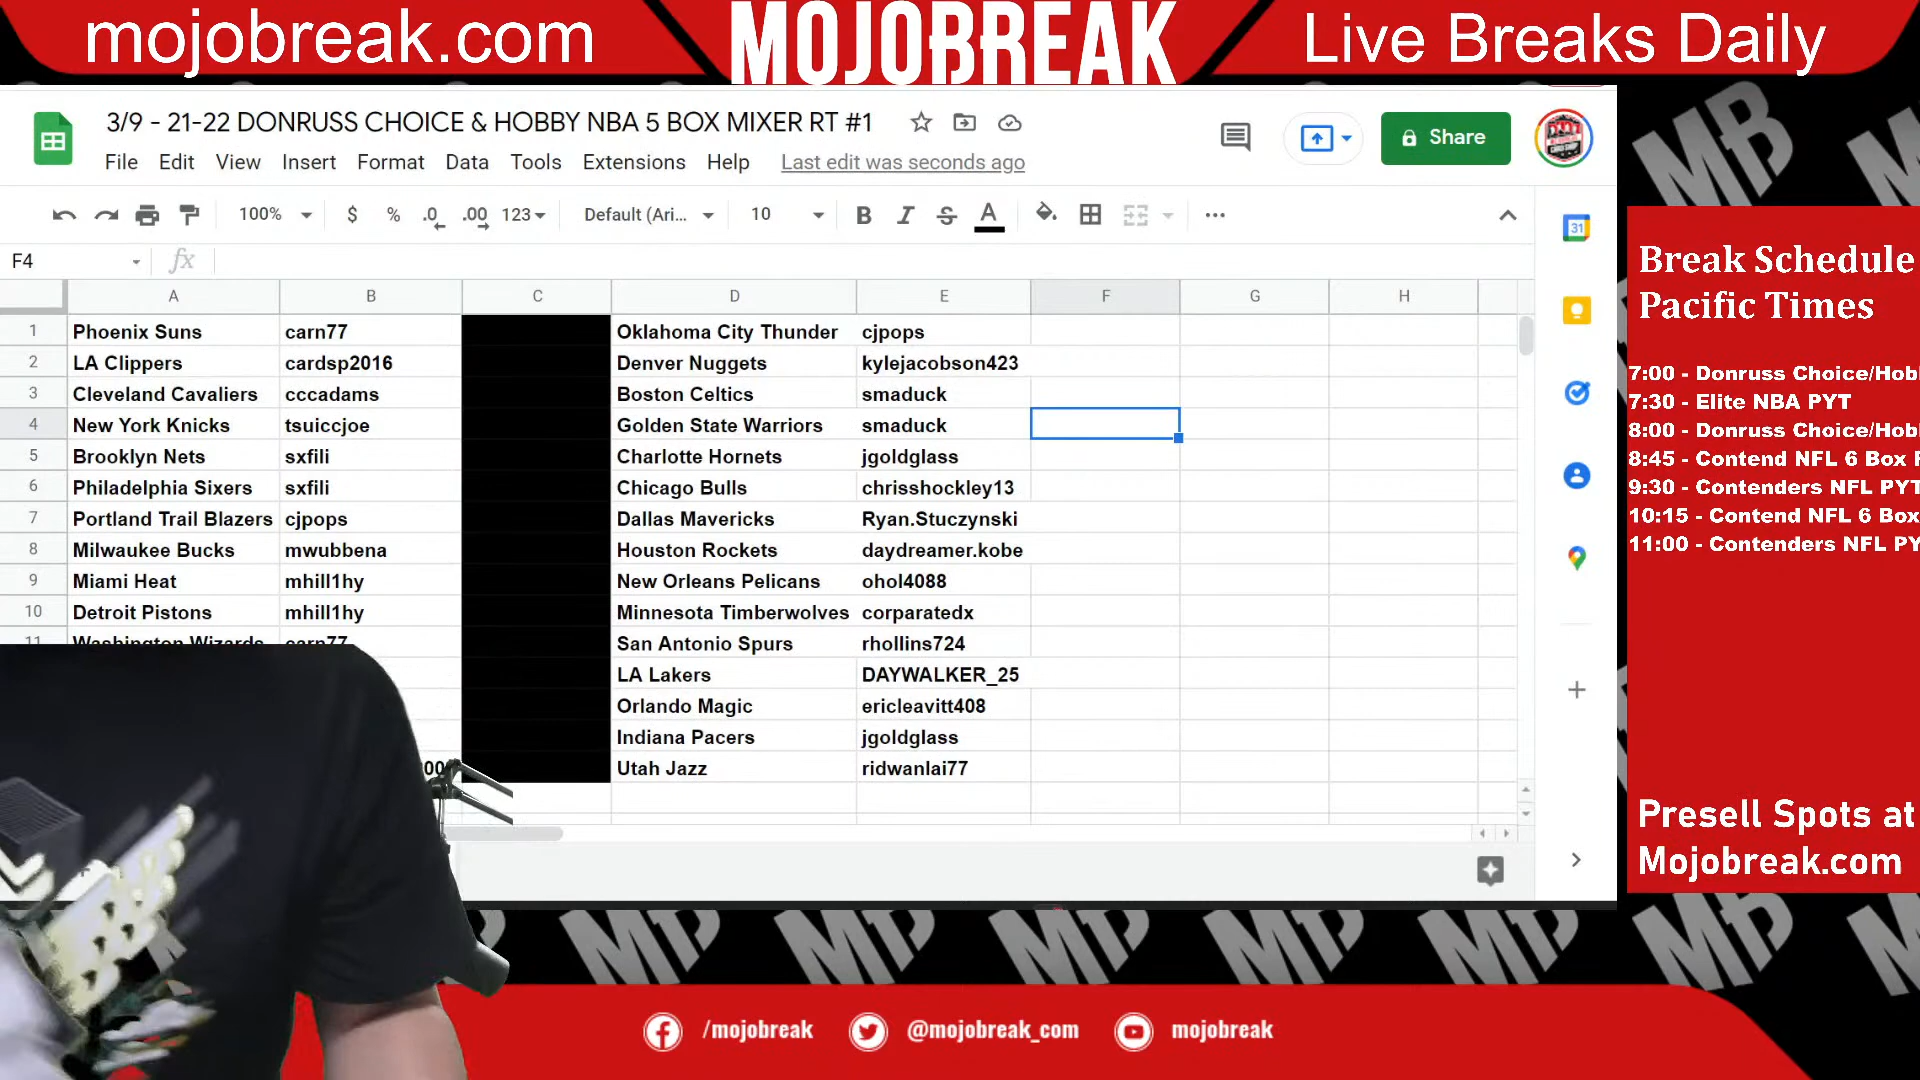 mojobreak.com
MOJOBREAK
Live Breaks Daily
3/9 - 21-22 DONRUSS CHOICE & HOBBY NBA 5 BOX MIXER RT #1
Share
File Edit View Insert Format Data Tools Extensions Help Last edit was seconds ago
100% $ % .0 .00 123 Default (Ari... 10 B I S A
31
F4 fx
A B C D E F G H
1 Phoenix Suns carn77 Oklahoma City Thunder cjpops
2 LA Clippers cardsp2016 Denver Nuggets kylejacobson423
3 Cleveland Cavaliers cccadams Boston Celtics smaduck
4 New York Knicks tsuiccjoe Golden State Warriors smaduck
5 Brooklyn Nets sxfili Charlotte Hornets jgoldglass
6 Philadelphia Sixers sxfili Chicago Bulls chrisshockley13
7 Portland Trail Blazers cjpops Dallas Mavericks Ryan.Stuczynski
8 Milwaukee Bucks mwubbena Houston Rockets daydreamer.kobe
9 Miami Heat mhill1hy New Orleans Pelicans ohol4088
10 Detroit Pistons mhill1hy Minnesota Timberwolves corparatedx
11 Washington Wizards carn77 San Antonio Spurs rhollins724
LA Lakers DAYWALKER_25
Orlando Magic ericleavitt408
Indiana Pacers jgoldglass
Utah Jazz ridwanlai77
Break Schedule
Pacific Times
7:00 - Donruss Choice/Hobb
7:30 - Elite NBA PYT
8:00 - Donruss Choice/Hobb
8:45 - Contend NFL 6 Box
9:30 - Contenders NFL PYT
10:15 - Contend NFL 6 Box
11:00 - Contenders NFL PY
Presell Spots at
Mojobreak.com
/mojobreak @mojobreak_com mojobreak